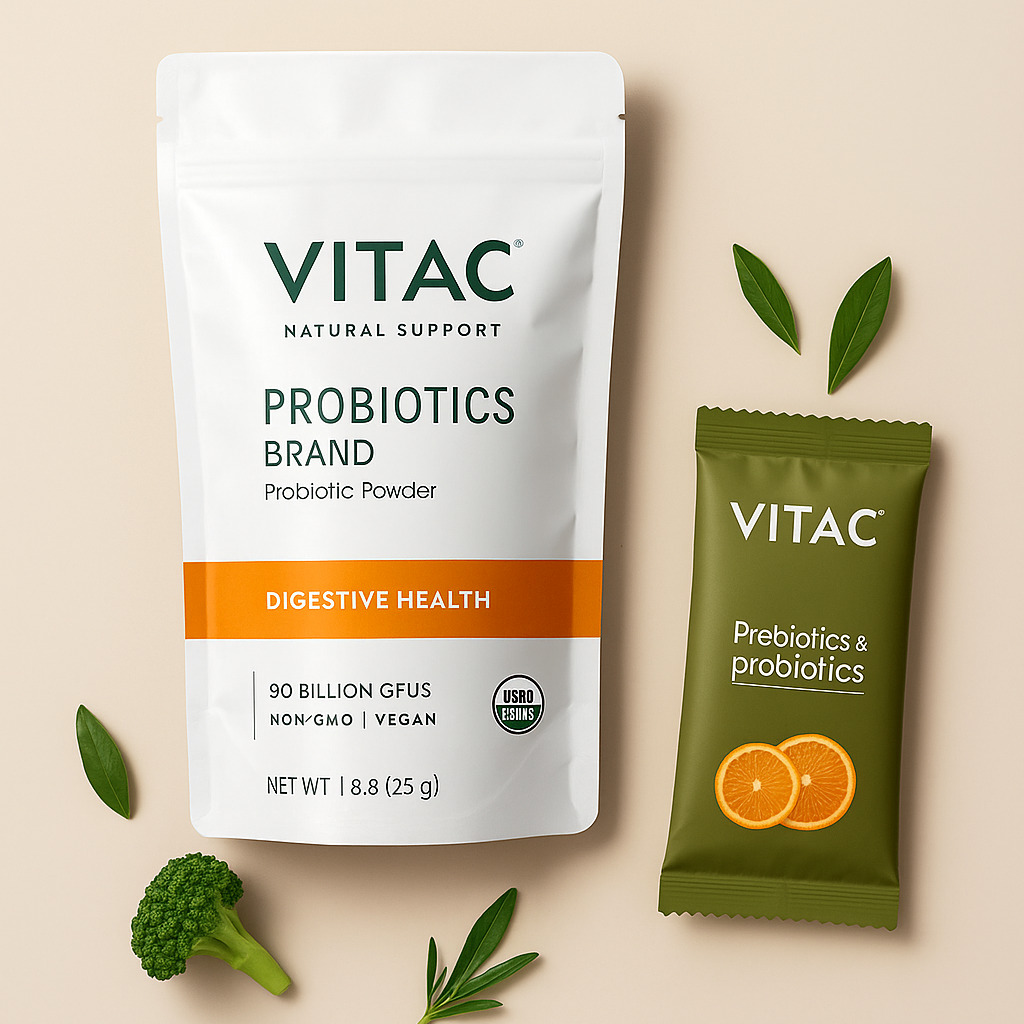 VITAC®
NATURAL SUPPORT
PROBIOTICS
BRAND
Probiotic Powder
DIGESTIVE HEALTH
90 BILLION GFUS
NON-GMO | VEGAN
USRO
NET WT | 8.8 (25 g)
VITAC®
Prebiotics &
probiotics